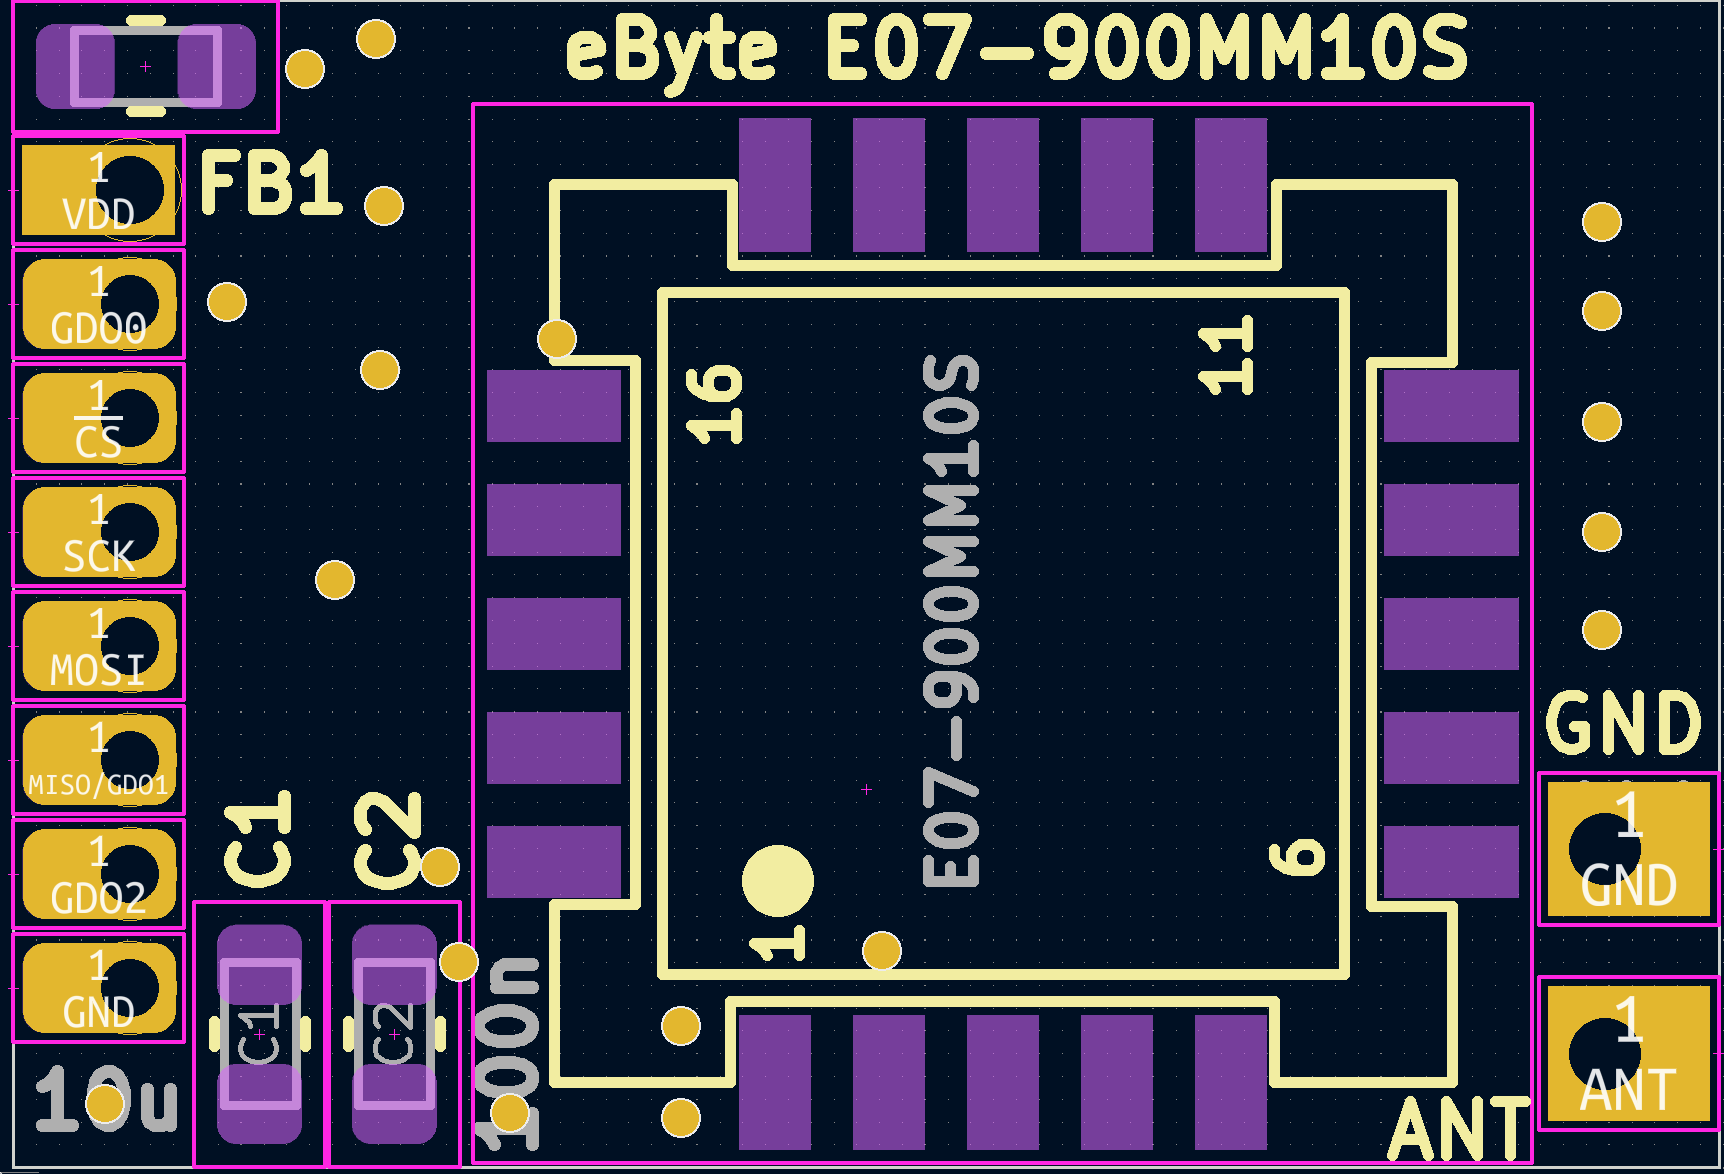 eByte E07-900MM10S
1
VDD
FB1
1
GDO0
1
CS
1
SCK
1
MOSI
1
MISO/GDO1
1
GDO2
1
GND
10u
C1
C2
C1
C2
100n
16
11
E07-900MM10S
6
1
GND
1
GND
1
ANT
ANT